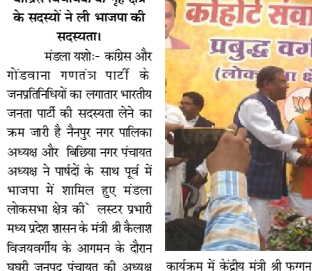 के सदस्यों ने ली भाजपा की
सदस्यता।
मंडला यशोः- कांग्रेस और
गोंडवाना गणतंत्र पार्टी के
जनप्रतिनिधियों का लगातार भारतीय
जनता पार्टी की सदस्यता लेने का
क्रम जारी है नैनपुर नगर पालिका
अध्यक्ष और बिछिया नगर पंचायत
अध्यक्ष ने पार्षदों के साथ पूर्व में
भाजपा में शामिल हुए मंडला
लोकसभा क्षेत्र की` लस्टर प्रभारी
मध्य प्रदेश शासन के मंत्री श्री कैलाश
विजयवर्गीय के आगमन के दौरान
घुघरी जनपद पंचायत की अध्यक्ष
कोहोर्ट संवा
प्रबुद्ध वर्ग
(लोक
कार्यक्रम में केंद्रीय मंत्री श्री फग्गन